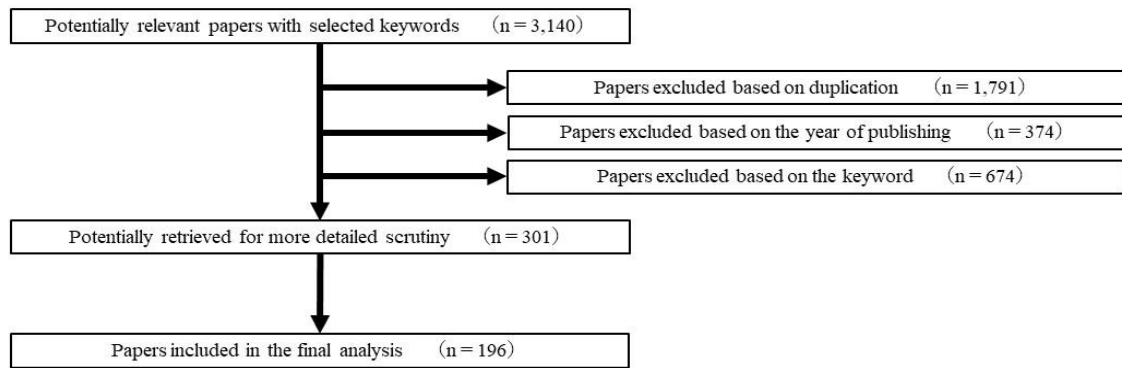 Potentially relevant papers with selected keywords （n = 3,140）
Papers excluded based on duplication （n = 1,791）
Papers excluded based on the year of publishing （n = 374）
Papers excluded based on the keyword （n = 674）
Potentially retrieved for more detailed scrutiny （n = 301）
Papers included in the final analysis （n = 196）